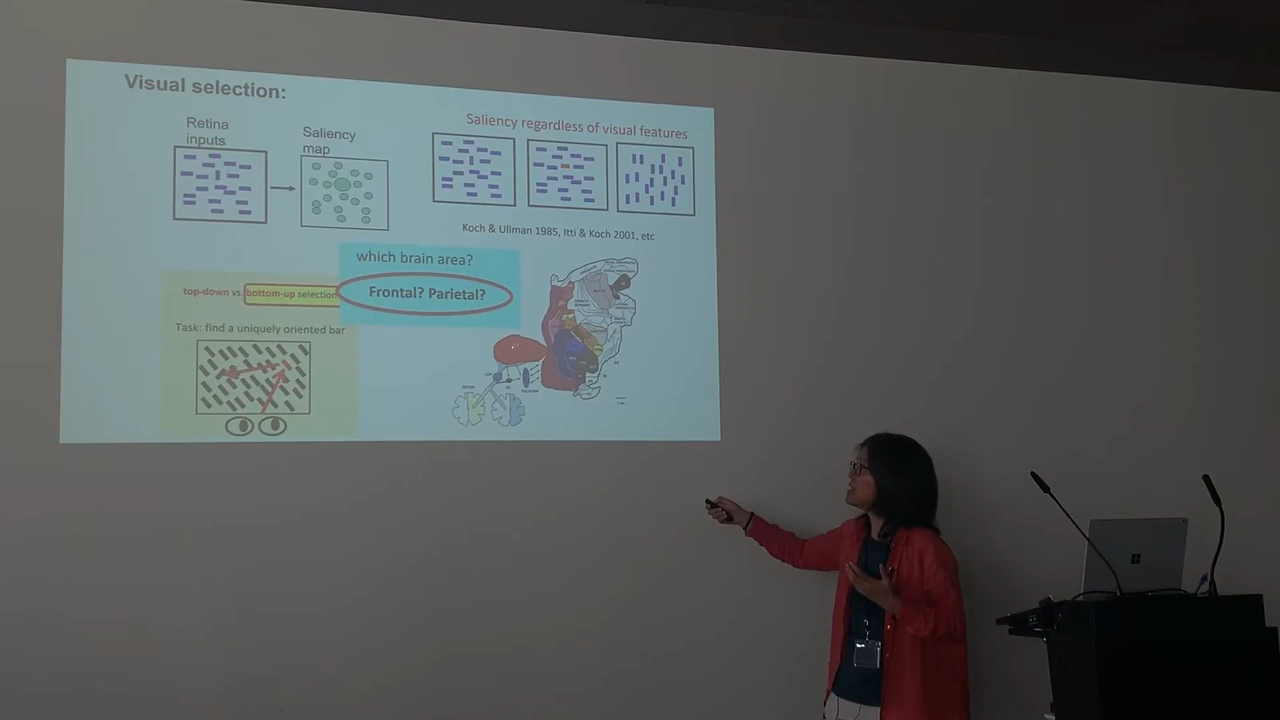 Visual selection:
Retina
inputs
Saliency
map
Saliency regardless of visual features
Koch & Ullman 1985, Itti & Koch 2001, etc
which brain area?
Frontal? Parietal?
top-down vs. bottom-up selection
Task: find a uniquely oriented bar